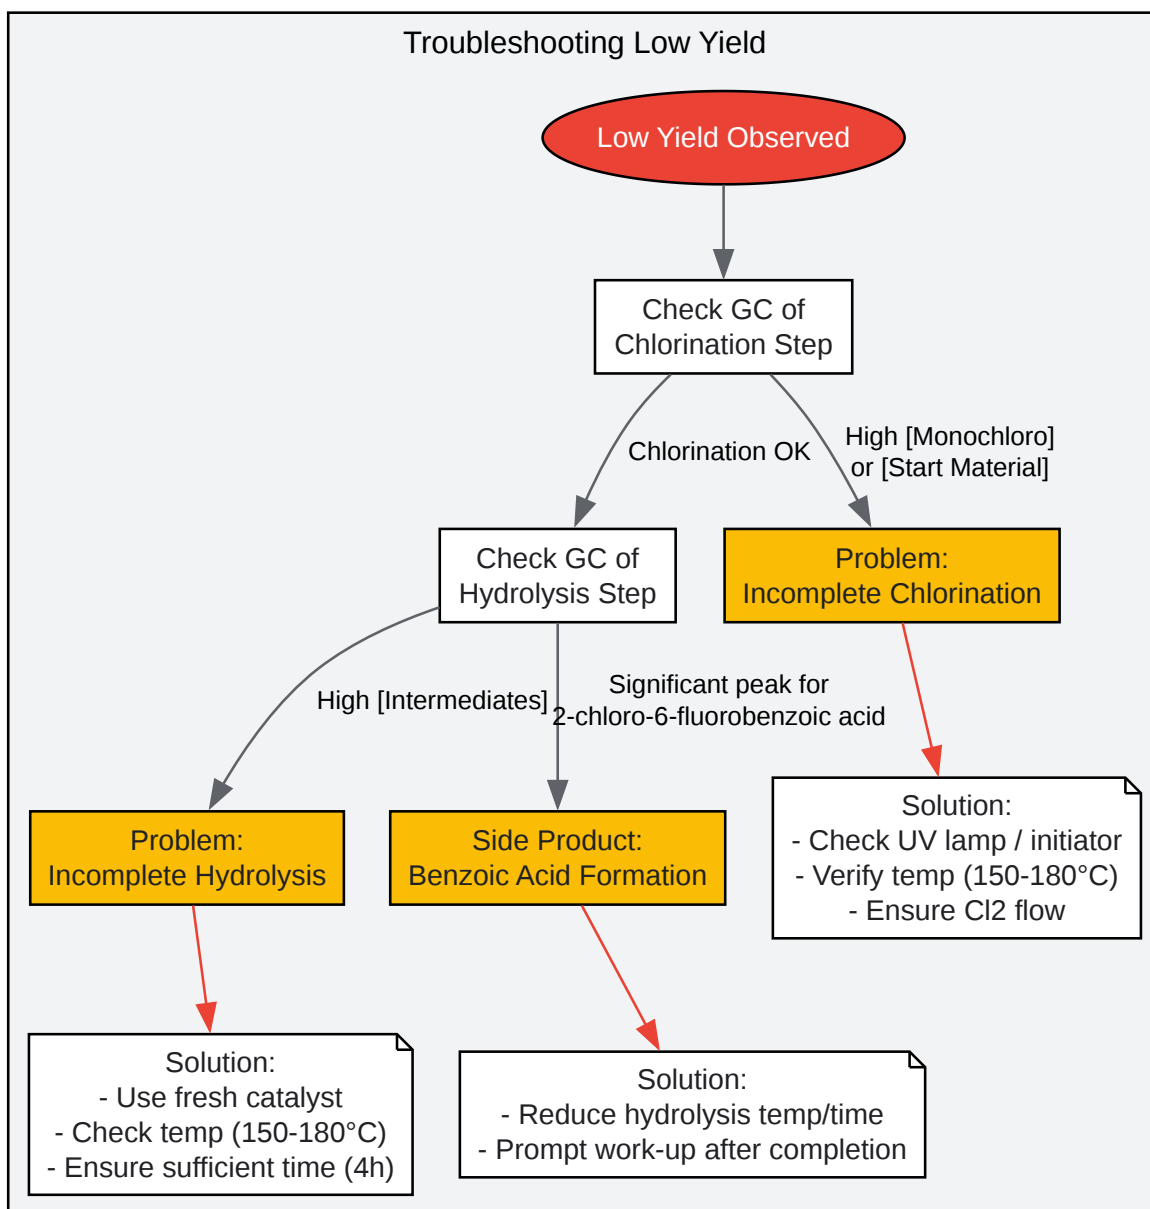 Troubleshooting Low Yield
Low Yield Observed
Check GC of
Chlorination Step
Chlorination OK
High [Monochloro]
or [Start Material]
Check GC of
Hydrolysis Step
Problem:
Incomplete Chlorination
High [Intermediates]
Significant peak for
2-chloro-6-fluorobenzoic acid
Problem:
Incomplete Hydrolysis
Side Product:
Benzoic Acid Formation
Solution:
- Check UV lamp / initiator
- Verify temp (150-180°C)
- Ensure Cl2 flow
Solution:
- Use fresh catalyst
- Check temp (150-180°C)
- Ensure sufficient time (4h)
Solution:
- Reduce hydrolysis temp/time
- Prompt work-up after completion